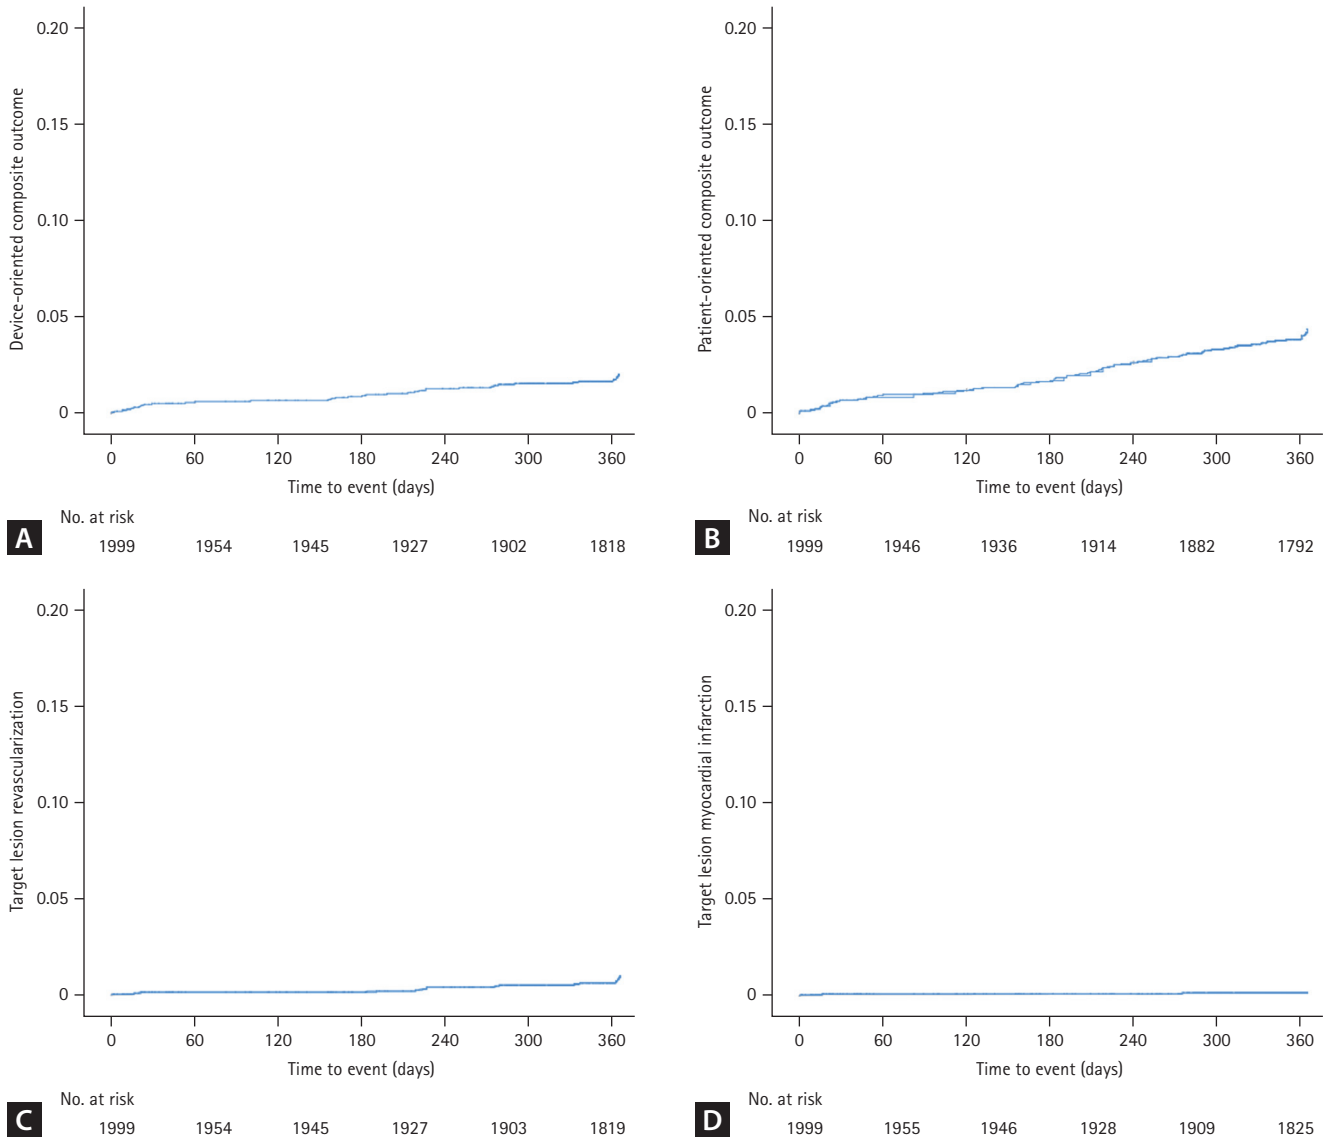 0.20
0.15
0.10
0.05
0
Device-oriented composite outcome
0 60 120 180 240 300 360
Time to event (days)
No. at risk
A
1999 1954 1945 1927 1902 1818
0.20
0.15
0.10
0.05
0
Patient-oriented composite outcome
0 60 120 180 240 300 360
Time to event (days)
No. at risk
B
1999 1946 1936 1914 1882 1792
0.20
0.15
0.10
0.05
0
Target lesion revascularization
0 60 120 180 240 300 360
Time to event (days)
No. at risk
C
1999 1954 1945 1927 1903 1819
0.20
0.15
0.10
0.05
0
Target lesion myocardial infarction
0 60 120 180 240 300 360
Time to event (days)
No. at risk
D
1999 1955 1946 1928 1909 1825